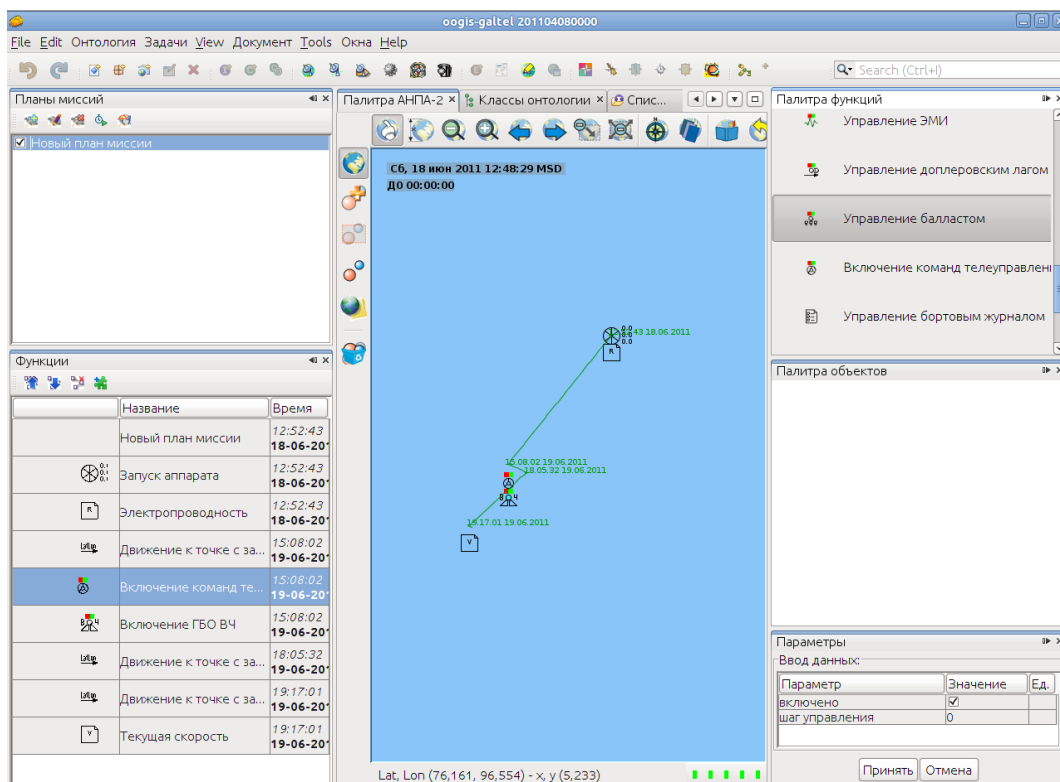 oogis-galtel 201104080000
File Edit Онтология Задачи View Документ Tools Окна Help
Search (Ctrl+I)
Планы миссий
Новый план миссии
Функции
Название Время
Новый план миссии 12:52:43 18-06-20
Запуск аппарата 12:52:43 18-06-20
Электропроводность 12:52:43 18-06-20
Движение к точке с за... 15:08:02 19-06-20
Включение команд те... 15:08:02 19-06-20
Включение ГБО ВЧ 15:08:02 19-06-20
Движение к точке с за... 18:05:32 19-06-20
Движение к точке с за... 19:17:01 19-06-20
Текущая скорость 19:17:01 19-06-20
Палитра АНПА-2 Классы онтологии Спис...
Сб, 18 июн 2011 12:48:29 MSD
Д0 00:00:00
43 18.06.2011
R
15.08.02 19.06.2011
18.05.32 19.06.2011
В Ч
19.17.01 19.06.2011
V
Lat, Lon (76,161, 96,554) - x, y (5,233)
Палитра функций
Управление ЭМИ
Управление доплеровским лагом
Управление балластом
Включение команд телеуправлен
Управление бортовым журналом
Палитра объектов
Параметры
Ввод данных:
Параметр Значение Ед.
включено
шаг управления 0
Принять Отмена